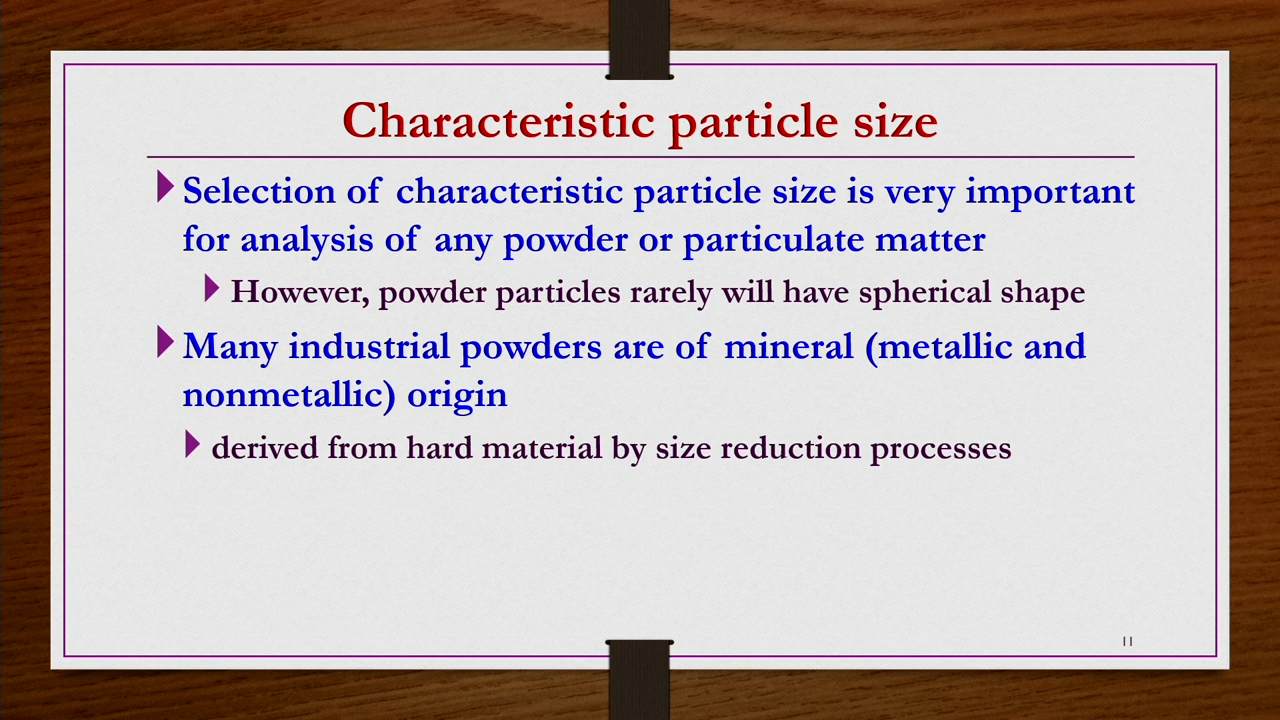 Characteristic particle size
Selection of characteristic particle size is very important
for analysis of any powder or particulate matter
However, powder particles rarely will have spherical shape
Many industrial powders are of mineral (metallic and
nonmetallic) origin
derived from hard material by size reduction processes
11